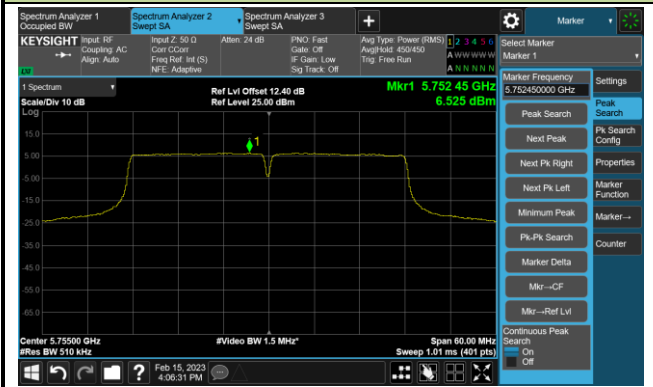 Spectrum Analyzer 1
Occupied BW
Spectrum Analyzer 2
Swept SA
Spectrum Analyzer 3
Swept SA
Marker
KEYSIGHT
Input: RF
Coupling: AC
Align: Auto
Input Z: 50 Ω
Corr CCorr
Freq Ref: Int (S)
NFE: Adaptive
Atten: 24 dB
PNO: Fast
Gate: Off
IF Gain: Low
Sig Track: Off
Avg Type: Power (RMS)
Avg|Hold: 450/450
Trig: Free Run
1 2 3 4 5 6
A W W W W W
A N N N N N
Select Marker
Marker 1
1 Spectrum
Scale/Div 10 dB
Log
Ref Lvl Offset 12.40 dB
Ref Level 25.00 dBm
Mkr1 5.752 45 GHz
6.525 dBm
15.0
5.00
-5.00
-15.0
-25.0
-35.0
-45.0
-55.0
-65.0
1
Center 5.75500 GHz
#Res BW 510 kHz
#Video BW 1.5 MHz*
Span 60.00 MHz
Sweep 1.01 ms (401 pts)
Marker Frequency
5.752450000 GHz
Peak Search
Next Peak
Next Pk Right
Next Pk Left
Minimum Peak
Pk-Pk Search
Marker Delta
Mkr→CF
Mkr→Ref Lvl
Continuous Peak
Search
On
Off
Settings
Peak
Search
Pk Search
Config
Properties
Marker
Function
Marker→
Counter
Feb 15, 2023
4:06:31 PM